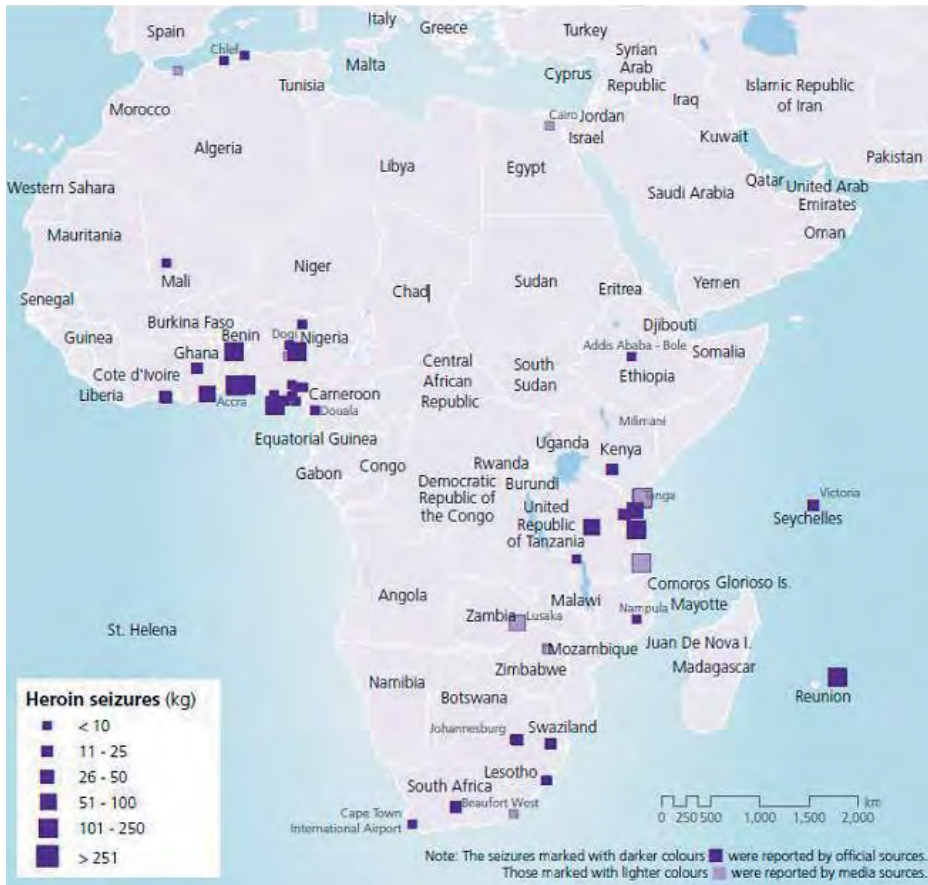 Italy
Spain
Greece
Turkey
Chlef
Malta
Syrian
Arab
Republic
Cyprus
Tunisia
Iraq
Islamic Republic
of Iran
Morocco
Cairo
Jordan
Israel
Kuwait
Algeria
Libya
Egypt
Pakistan
Western Sahara
Saudi Arabia
Qatar
United Arab
Emirates
Mauritania
Oman
Mali
Niger
Chad
Sudan
Eritrea
Yemen
Senegal
Burkina Faso
Guinea
Benin
Dogi
Nigeria
Djibouti
Ghana
Addis Ababa - Bole
Somalia
Cote d'Ivoire
Central
African
Republic
South
Sudan
Ethiopia
Liberia
Accra
Cameroon
Douala
Milimani
Equatorial Guinea
Uganda
Kenya
Gabon
Congo
Rwanda
Burundi
Democratic
Republic of
the Congo
Tanga
Victoria
Seychelles
United
Republic
of Tanzania
Comoros
Glorioso Is.
Angola
Malawi
Zambia
Lusaka
Nampula
Mayotte
St. Helena
Mozambique
Juan De Nova I.
Zimbabwe
Madagascar
Namibia
Botswana
Reunion
Johannesburg
Swaziland
Lesotho
South Africa
Beaufort West
Cape Town
International Airport
Heroin seizures (kg)
< 10
11 - 25
26 - 50
51 - 100
101 - 250
> 251
km
0 250 500 1,000 1,500 2,000
Note: The seizures marked with darker colours were reported by official sources.
Those marked with lighter colours were reported by media sources.